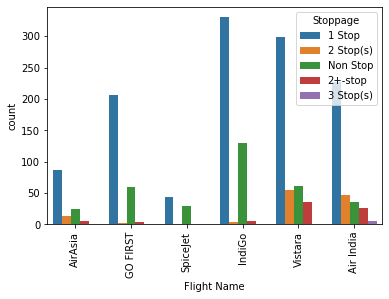 Stoppage
1 Stop
2 Stop(s)
Non Stop
2+-stop
3 Stop(s)
count
300
250
200
150
100
50
0
AirAsia
GO FIRST
SpiceJet
IndiGo
Vistara
Air India
Flight Name